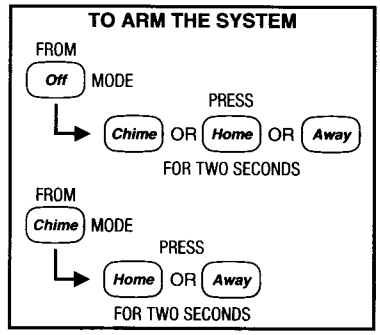 TO ARM THE SYSTEM
FROM
Off MODE
PRESS
Chime OR Home OR Away
FOR TWO SECONDS
FROM
Chime MODE
PRESS
Home OR Away
FOR TWO SECONDS